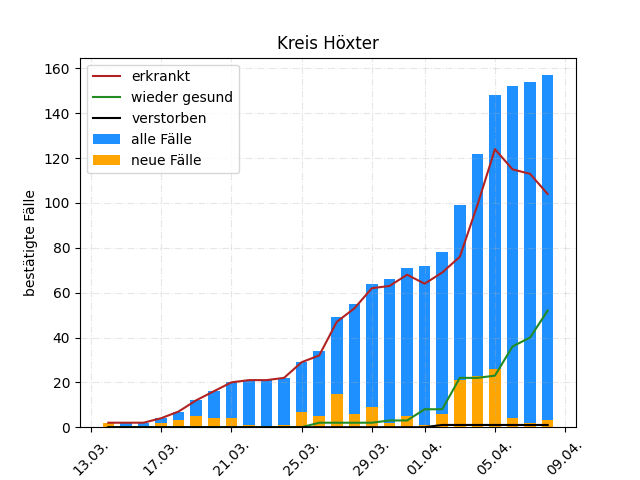 Kreis Höxter
erkrankt
wieder gesund
verstorben
alle Fälle
neue Fälle
bestätigte Fälle
160
140
120
100
80
60
40
20
0
13.03.
17.03.
21.03.
25.03.
29.03.
01.04.
05.04.
09.04.